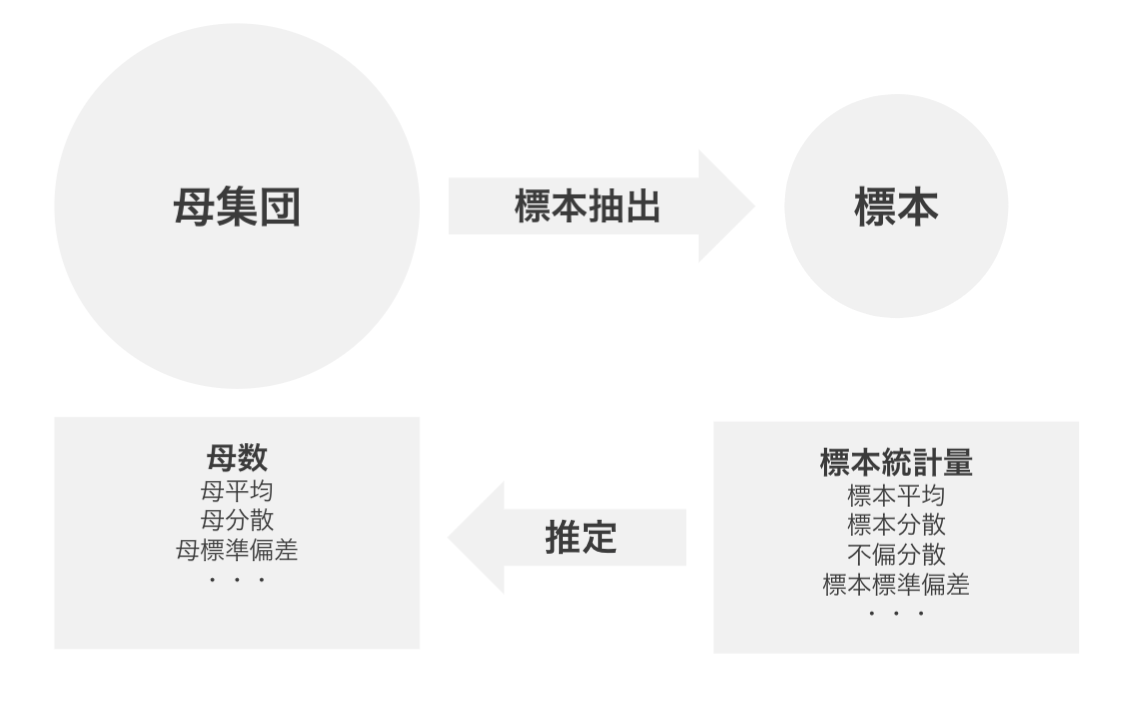 母集団
標本抽出
標本
母数
母平均
母分散
母標準偏差
・・・
推定
標本統計量
標本平均
標本分散
不偏分散
標本標準偏差
・・・